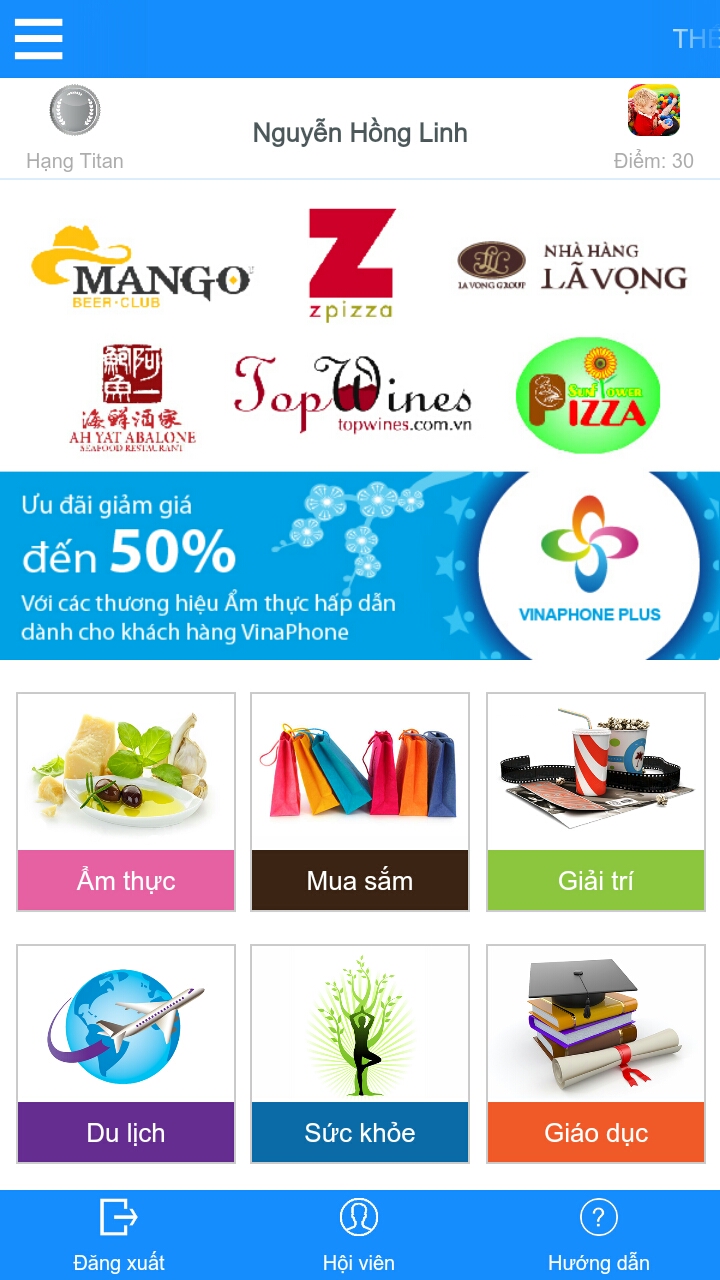 THẺ
Hạng Titan
Nguyễn Hồng Linh
Điểm: 30
MANGO
BEER·CLUB
zpizza
LA VONG GROUP
NHÀ HÀNG
LÃ VỌNG
鮑阿
魚一
海鮮酒家
AH YAT ABALONE
SEAFOOD RESTAURANT
TopWines
topwines.com.vn
SunFlower
PIZZA
Ưu đãi giảm giá
đến 50%
Với các thương hiệu Ẩm thực hấp dẫn
dành cho khách hàng VinaPhone
VINAPHONE PLUS
Ẩm thực
Mua sắm
Giải trí
Du lịch
Sức khỏe
Giáo dục
Đăng xuất
Hội viên
Hướng dẫn